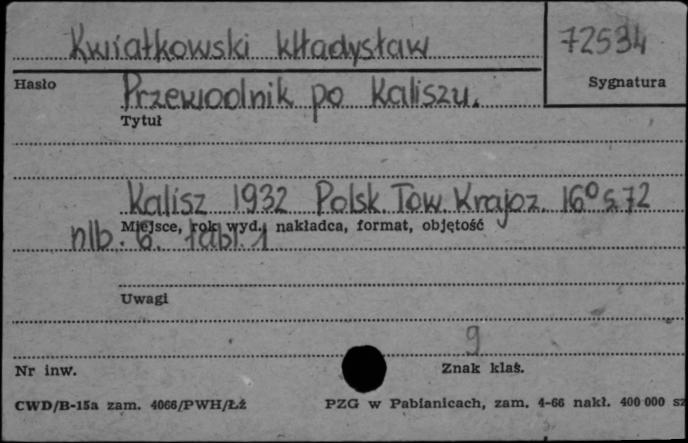 Kwiatkowski Władysław
72534
Hasło
Sygnatura
Przewodnik po Kaliszu.
Tytuł
Kalisz 1932 Polsk. Tow. Krajoz. 16° s. 72
Miejsce, rok wyd., nakładca, format, objętość
nlb. 6. tabl. 1
Uwagi
9
Nr inw.
Znak klas.
CWD/B-15a zam. 4066/PWH/Łź
PZG w Pabianicach, zam. 4-66 nakł. 400 000 sz